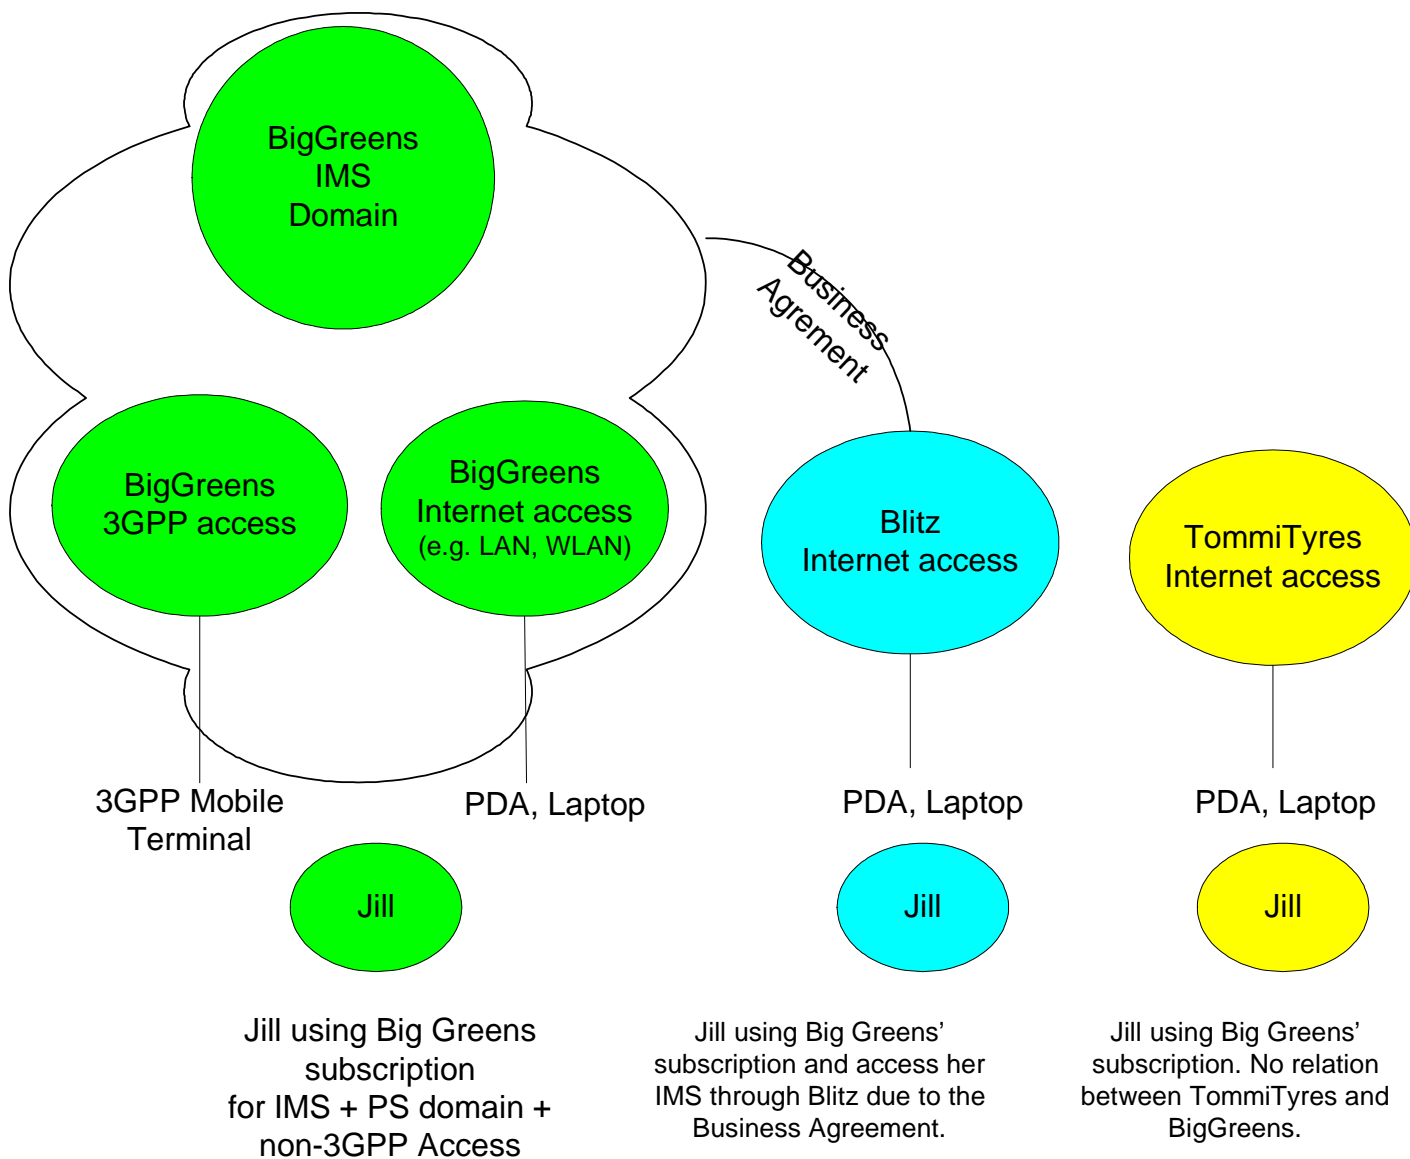 BigGreens
IMS
Domain
Business
Agrement
BigGreens
3GPP access
BigGreens
Internet access
(e.g. LAN, WLAN)
Blitz
Internet access
TommiTyres
Internet access
3GPP Mobile
Terminal
PDA, Laptop
PDA, Laptop
PDA, Laptop
Jill
Jill
Jill
Jill using Big Greens
subscription
for IMS + PS domain +
non-3GPP Access
Jill using Big Greens’
subscription and access her
IMS through Blitz due to the
Business Agreement.
Jill using Big Greens’
subscription. No relation
between TommiTyres and
BigGreens.